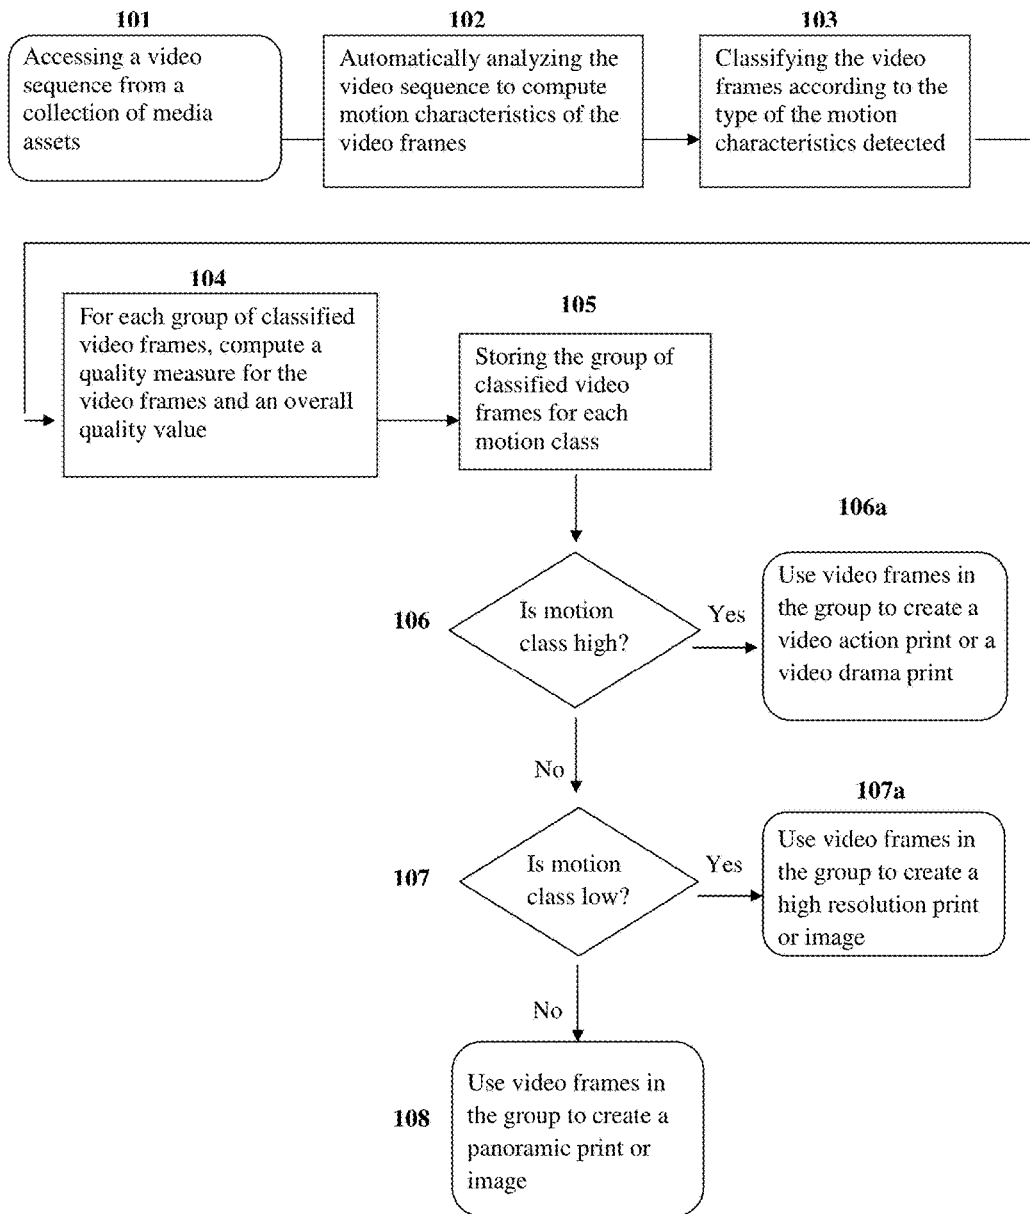 101
Accessing a video
sequence from a
collection of media
assets
102
Automatically analyzing the
video sequence to compute
motion characteristics of the
video frames
103
Classifying the video
frames according to the
type of the motion
characteristics detected
104
For each group of classified
video frames, compute a
quality measure for the
video frames and an overall
quality value
105
Storing the group of
classified video
frames for each
motion class
106
Is motion
class high?
Yes
106a
Use video frames in
the group to create a
video action print or a
video drama print
No
107
Is motion
class low?
Yes
107a
Use video frames in
the group to create a
high resolution print
or image
No
108
Use video frames in
the group to create a
panoramic print or
image